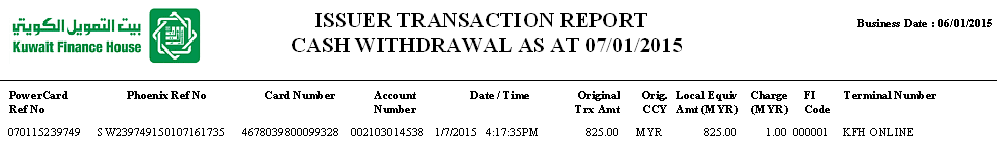 بيت التمويل الكويتي
Kuwait Finance House
ISSUER TRANSACTION REPORT
CASH WITHDRAWAL AS AT 07/01/2015
Business Date : 06/01/2015
PowerCard Ref No Phoenix Ref No Card Number Account Number Date / Time Original Trx Amt Orig. CCY Local Equiv Amt (MYR) Charge (MYR) FI Code Terminal Number
070115239749 SW239749150107161735 4678039800099328 002103014538 1/7/2015 4:17:35PM 825.00 MYR 825.00 1.00 000001 KFH ONLINE